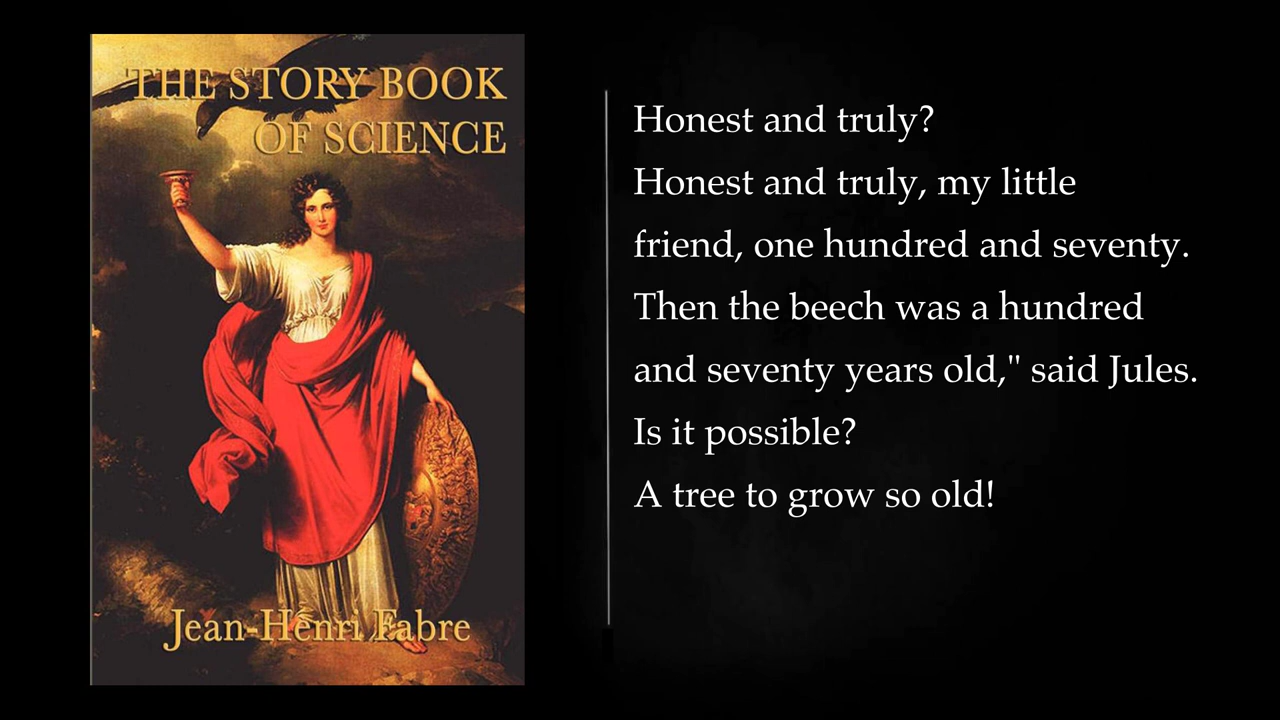 THE STORY BOOK
OF SCIENCE
Jean-Henri Fabre
Honest and truly?
Honest and truly, my little
friend, one hundred and seventy.
Then the beech was a hundred
and seventy years old," said Jules.
Is it possible?
A tree to grow so old!